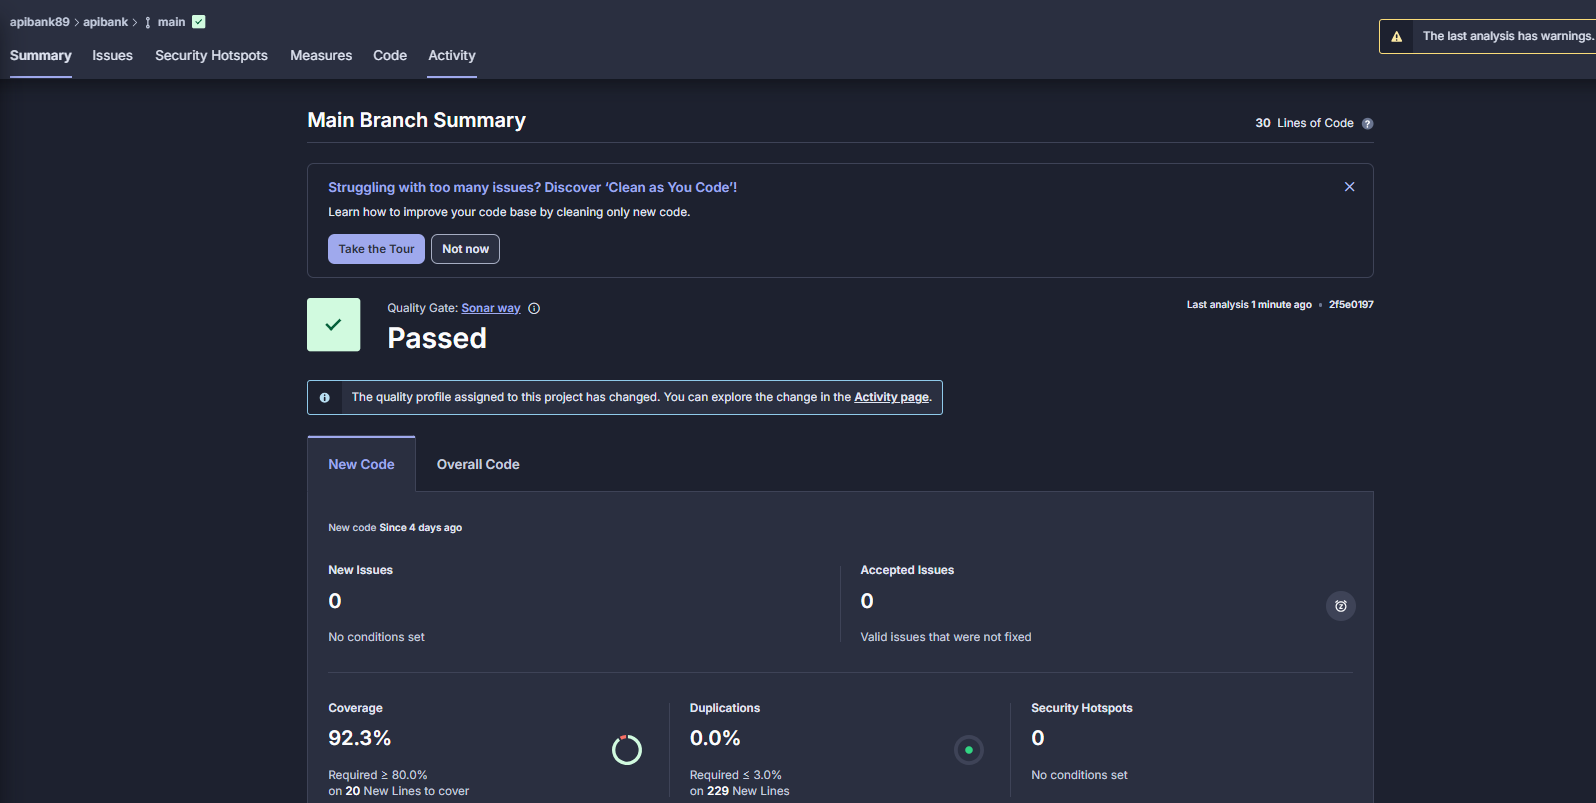 apibank89 > apibank > main
Summary Issues Security Hotspots Measures Code Activity
The last analysis has warnings.
Main Branch Summary
30 Lines of Code ?
Struggling with too many issues? Discover ‘Clean as You Code’!
Learn how to improve your code base by cleaning only new code.
Take the Tour Not now
Quality Gate: Sonar way
Last analysis 1 minute ago • 2f5e0197
Passed
The quality profile assigned to this project has changed. You can explore the change in the Activity page.
New Code Overall Code
New code Since 4 days ago
New Issues
0
No conditions set
Accepted Issues
0
Valid issues that were not fixed
Coverage
92.3%
Required ≥ 80.0%
on 20 New Lines to cover
Duplications
0.0%
Required ≤ 3.0%
on 229 New Lines
Security Hotspots
0
No conditions set